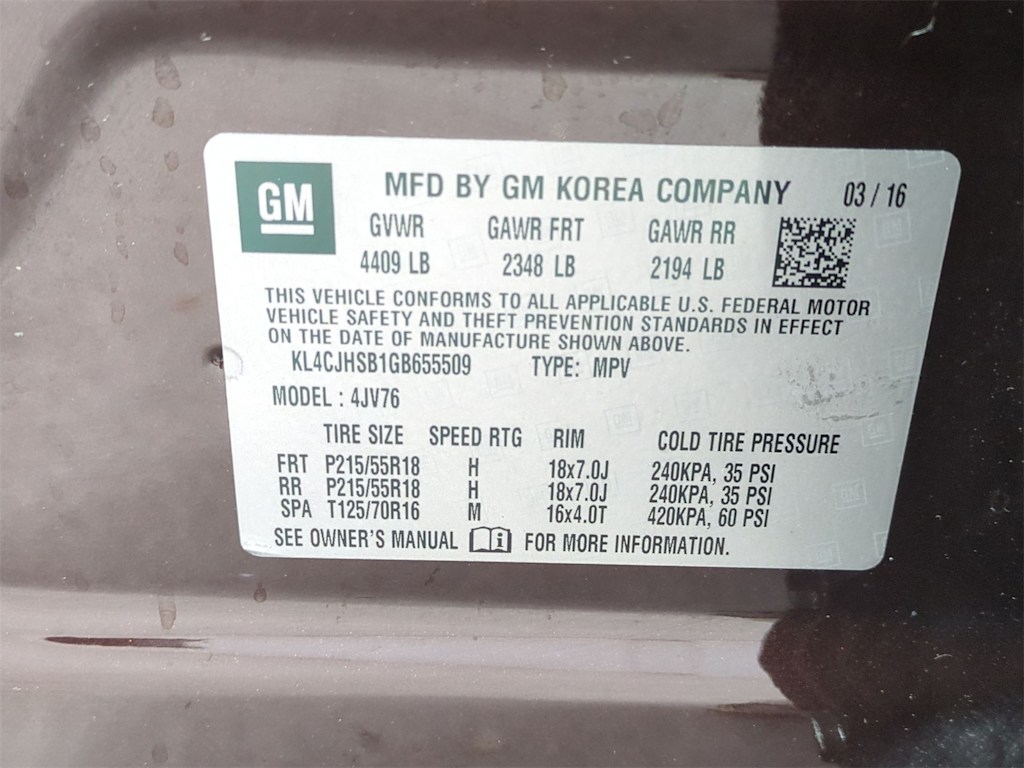 GM
MFD BY GM KOREA COMPANY 03 / 16
GVWR GAWR FRT GAWR RR
4409 LB 2348 LB 2194 LB
THIS VEHICLE CONFORMS TO ALL APPLICABLE U.S. FEDERAL MOTOR
VEHICLE SAFETY AND THEFT PREVENTION STANDARDS IN EFFECT
ON THE DATE OF MANUFACTURE SHOWN ABOVE.
KL4CJHSB1GB655509 TYPE: MPV
MODEL : 4JV76
TIRE SIZE SPEED RTG RIM COLD TIRE PRESSURE
FRT P215/55R18 H 18x7.0J 240KPA, 35 PSI
RR P215/55R18 H 18x7.0J 240KPA, 35 PSI
SPA T125/70R16 M 16x4.0T 420KPA, 60 PSI
SEE OWNER'S MANUAL i FOR MORE INFORMATION.